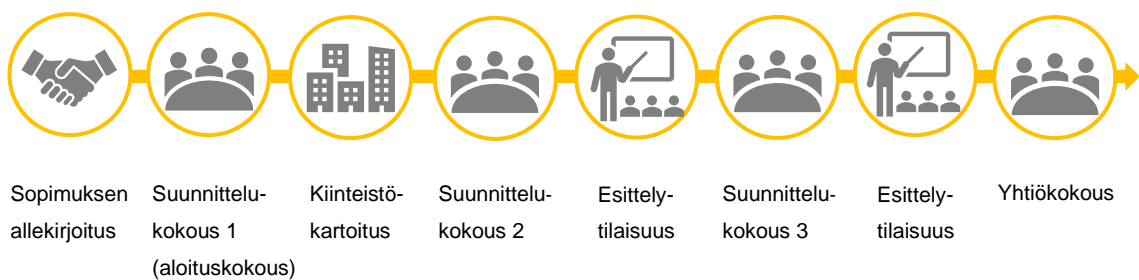 Sopimuksen
allekirjoitus
Suunnittelu-
kokous 1
(aloituskokous)
Kiinteistö-
kartoitus
Suunnittelu-
kokous 2
Esittely-
tilaisuus
Suunnittelu-
kokous 3
Esittely-
tilaisuus
Yhtiökokous